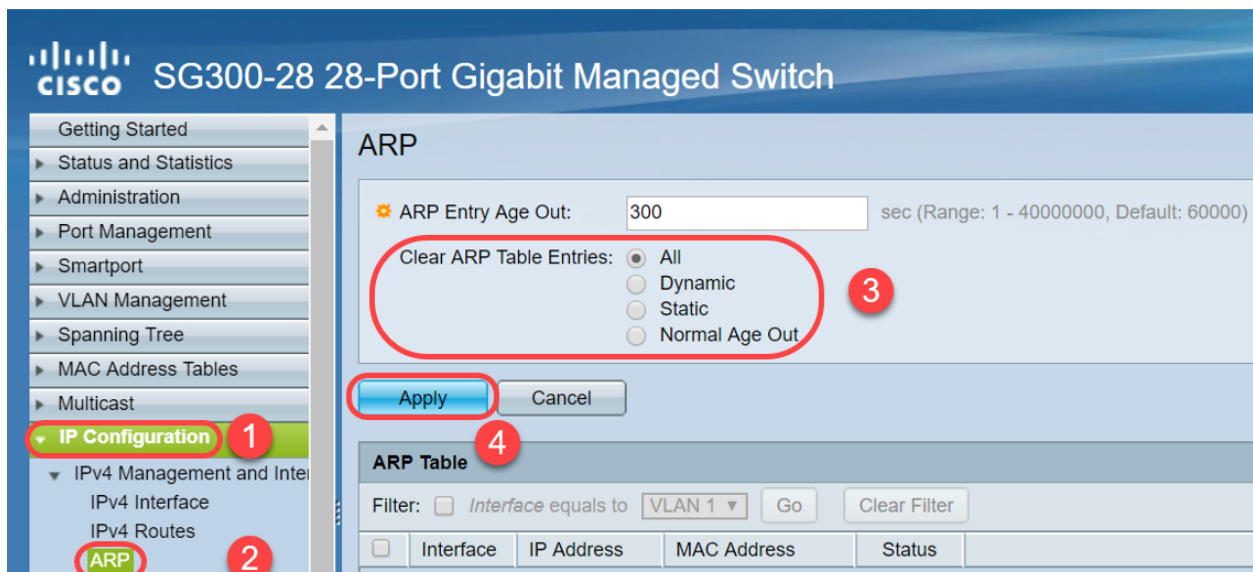 CISCO SG300-28 28-Port Gigabit Managed Switch
Getting Started
Status and Statistics
Administration
Port Management
Smartport
VLAN Management
Spanning Tree
MAC Address Tables
Multicast
IP Configuration 1
IPv4 Management and Inter
IPv4 Interface
IPv4 Routes
ARP 2
ARP
ARP Entry Age Out: 300 sec (Range: 1 - 40000000, Default: 60000)
Clear ARP Table Entries: All
Dynamic
Static
Normal Age Out
3
Apply Cancel
4
ARP Table
Filter: Interface equals to VLAN 1 Go Clear Filter
Interface IP Address MAC Address Status